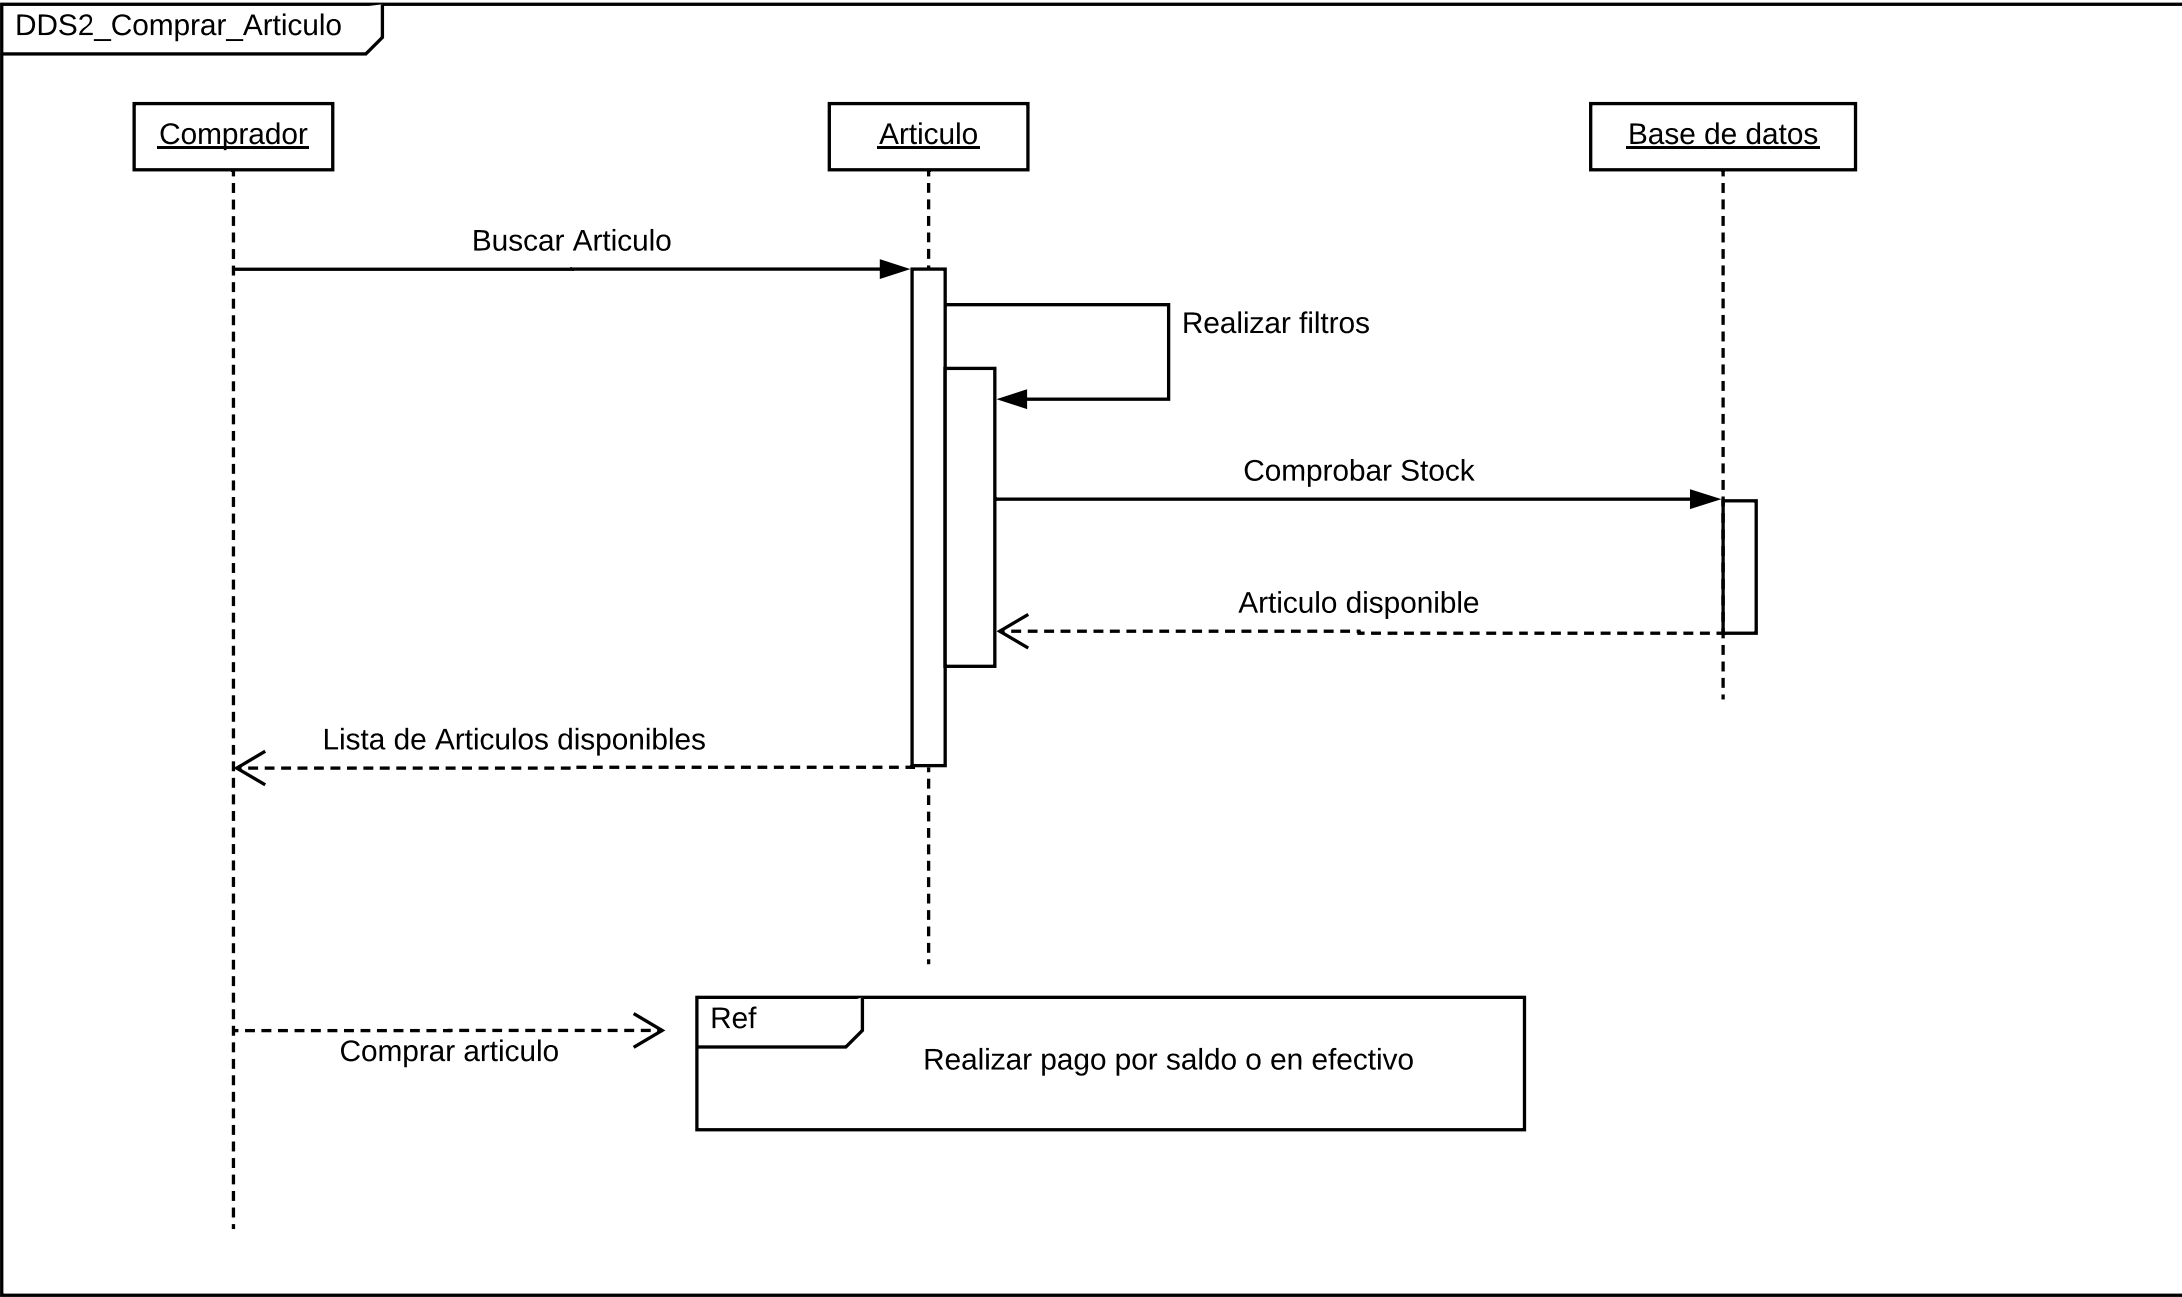 DDS2_Comprar_Articulo
Comprador
Articulo
Base de datos
Buscar Articulo
Realizar filtros
Comprobar Stock
Articulo disponible
Lista de Articulos disponibles
Ref
Comprar articulo
Realizar pago por saldo o en efectivo